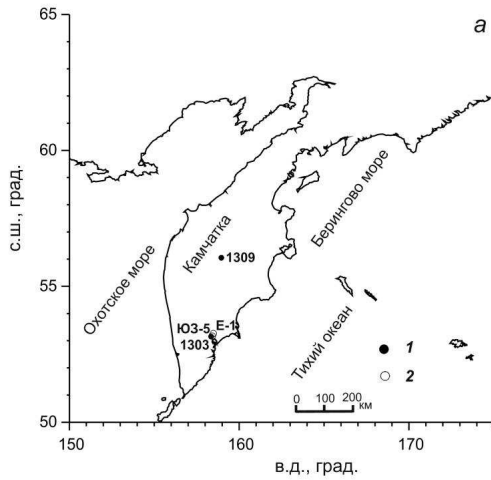 а
65
60
55
50
с.ш., град.
Охотское море
Камчатка
Берингово море
1309
ЮЗ-5
Е-1
1303
Тихий океан
1
2
0 100 200
км
150
160
170
в.д., град.